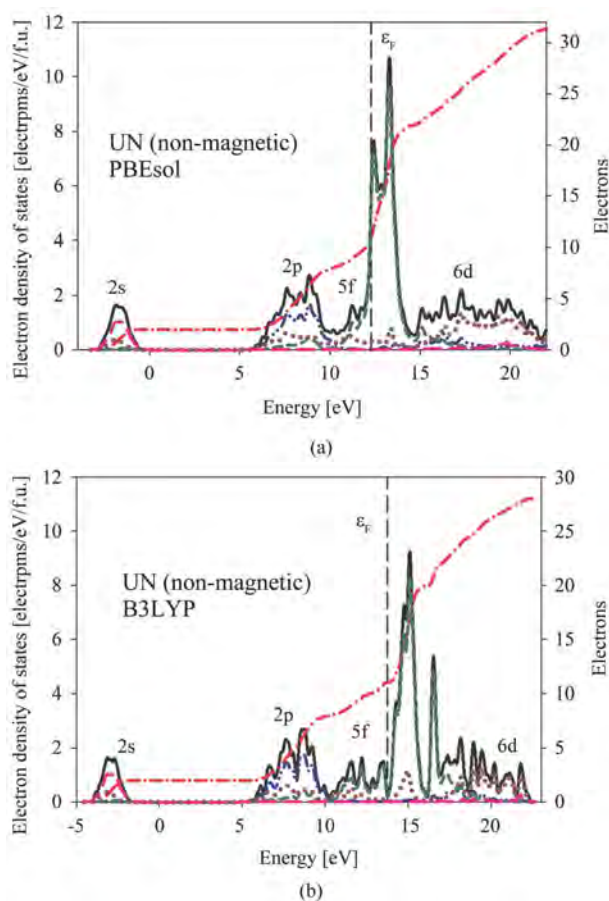 12
10
8
6
4
2
0
Electron density of states [electrpms/eV/f.u.]
UN (non-magnetic)
PBEsol
εF
2s
2p
5f
6d
30
25
20
15
10
5
0
Electrons
0 5 10 15 20
Energy [eV]
(a)
12
10
8
6
4
2
0
Electron density of states [electrpms/eV/f.u.]
UN (non-magnetic)
B3LYP
εF
2s
2p
5f
6d
30
25
20
15
10
5
0
Electrons
-5 0 5 10 15 20
Energy [eV]
(b)